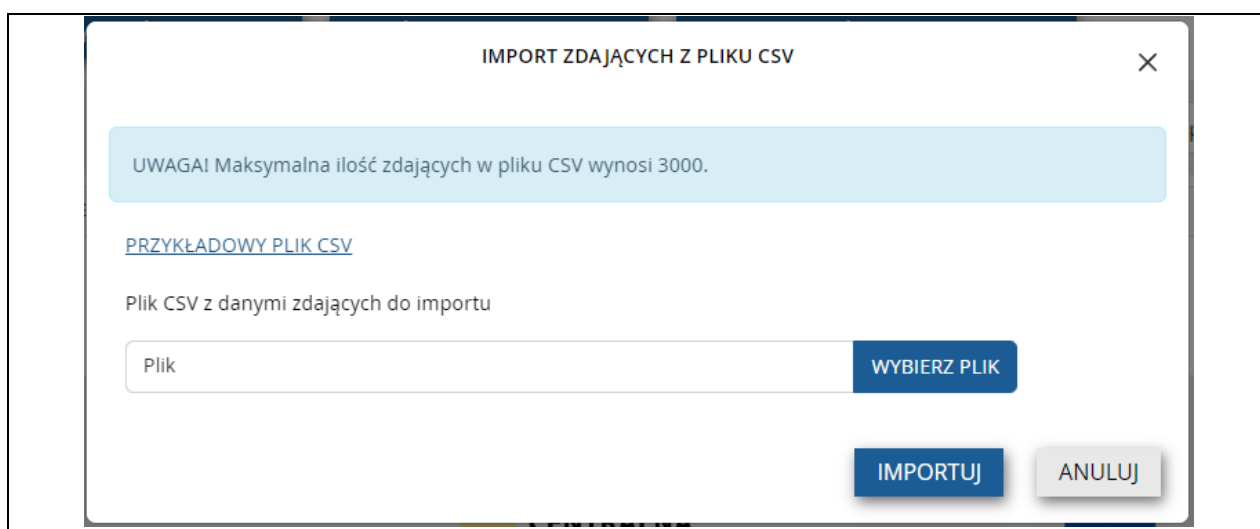 IMPORT ZDAJĄCYCH Z PLIKU CSV
UWAGA! Maksymalna ilość zdających w pliku CSV wynosi 3000.
PRZYKŁADOWY PLIK CSV
Plik CSV z danymi zdających do importu
Plik WYBIERZ PLIK
IMPORTUJ ANULUJ
CENTRALNA